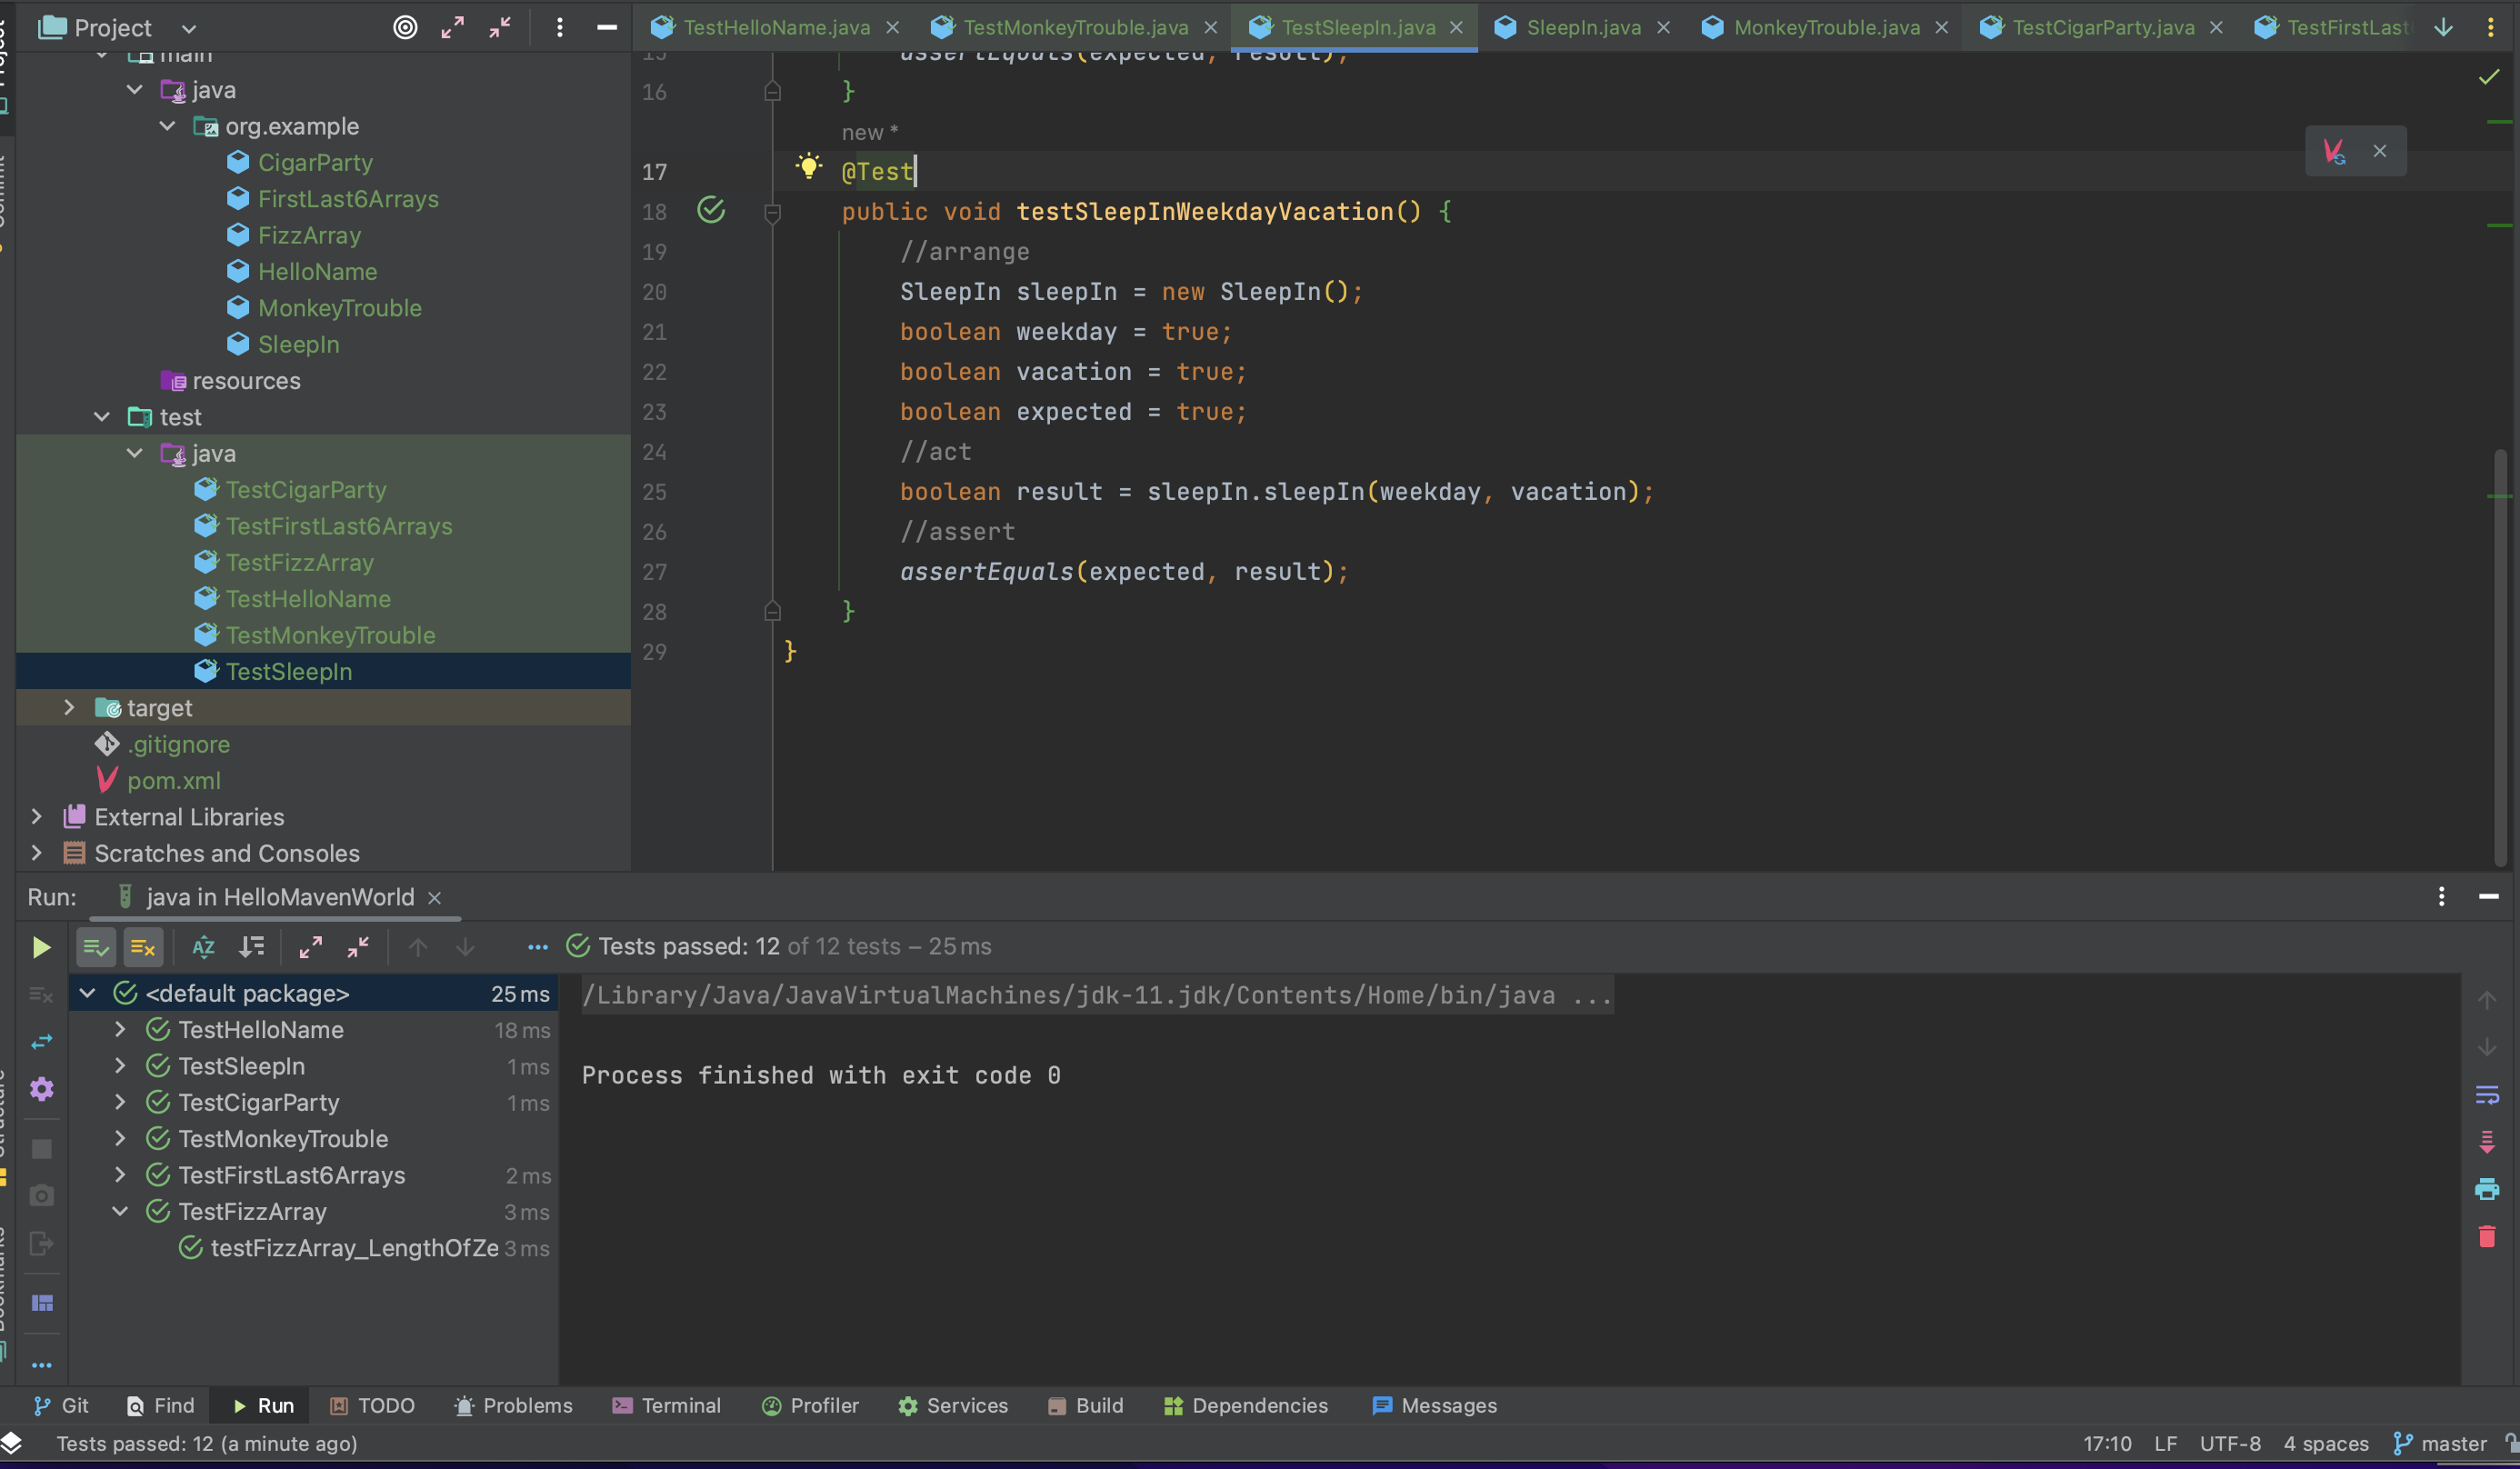 Project
TestHelloName.java
TestMonkeyTrouble.java
TestSleepIn.java
SleepIn.java
MonkeyTrouble.java
TestCigarParty.java
TestFirstLast
main
java
org.example
CigarParty
FirstLast6Arrays
FizzArray
HelloName
MonkeyTrouble
SleepIn
resources
test
java
TestCigarParty
TestFirstLast6Arrays
TestFizzArray
TestHelloName
TestMonkeyTrouble
TestSleepIn
target
.gitignore
pom.xml
External Libraries
Scratches and Consoles
15 assertEquals(expected, result);
16 }
new *
17 @Test
18 public void testSleepInWeekdayVacation() {
19 //arrange
20 SleepIn sleepIn = new SleepIn();
21 boolean weekday = true;
22 boolean vacation = true;
23 boolean expected = true;
24 //act
25 boolean result = sleepIn.sleepIn(weekday, vacation);
26 //assert
27 assertEquals(expected, result);
28 }
29 }
Run: java in HelloMavenWorld
Tests passed: 12 of 12 tests – 25 ms
<default package> 25 ms
TestHelloName 18 ms
TestSleepIn 1 ms
TestCigarParty 1 ms
TestMonkeyTrouble
TestFirstLast6Arrays 2 ms
TestFizzArray 3 ms
testFizzArray_LengthOfZe 3 ms
/Library/Java/JavaVirtualMachines/jdk-11.jdk/Contents/Home/bin/java ...
Process finished with exit code 0
Git Find Run TODO Problems Terminal Profiler Services Build Dependencies Messages
Tests passed: 12 (a minute ago) 17:10 LF UTF-8 4 spaces master